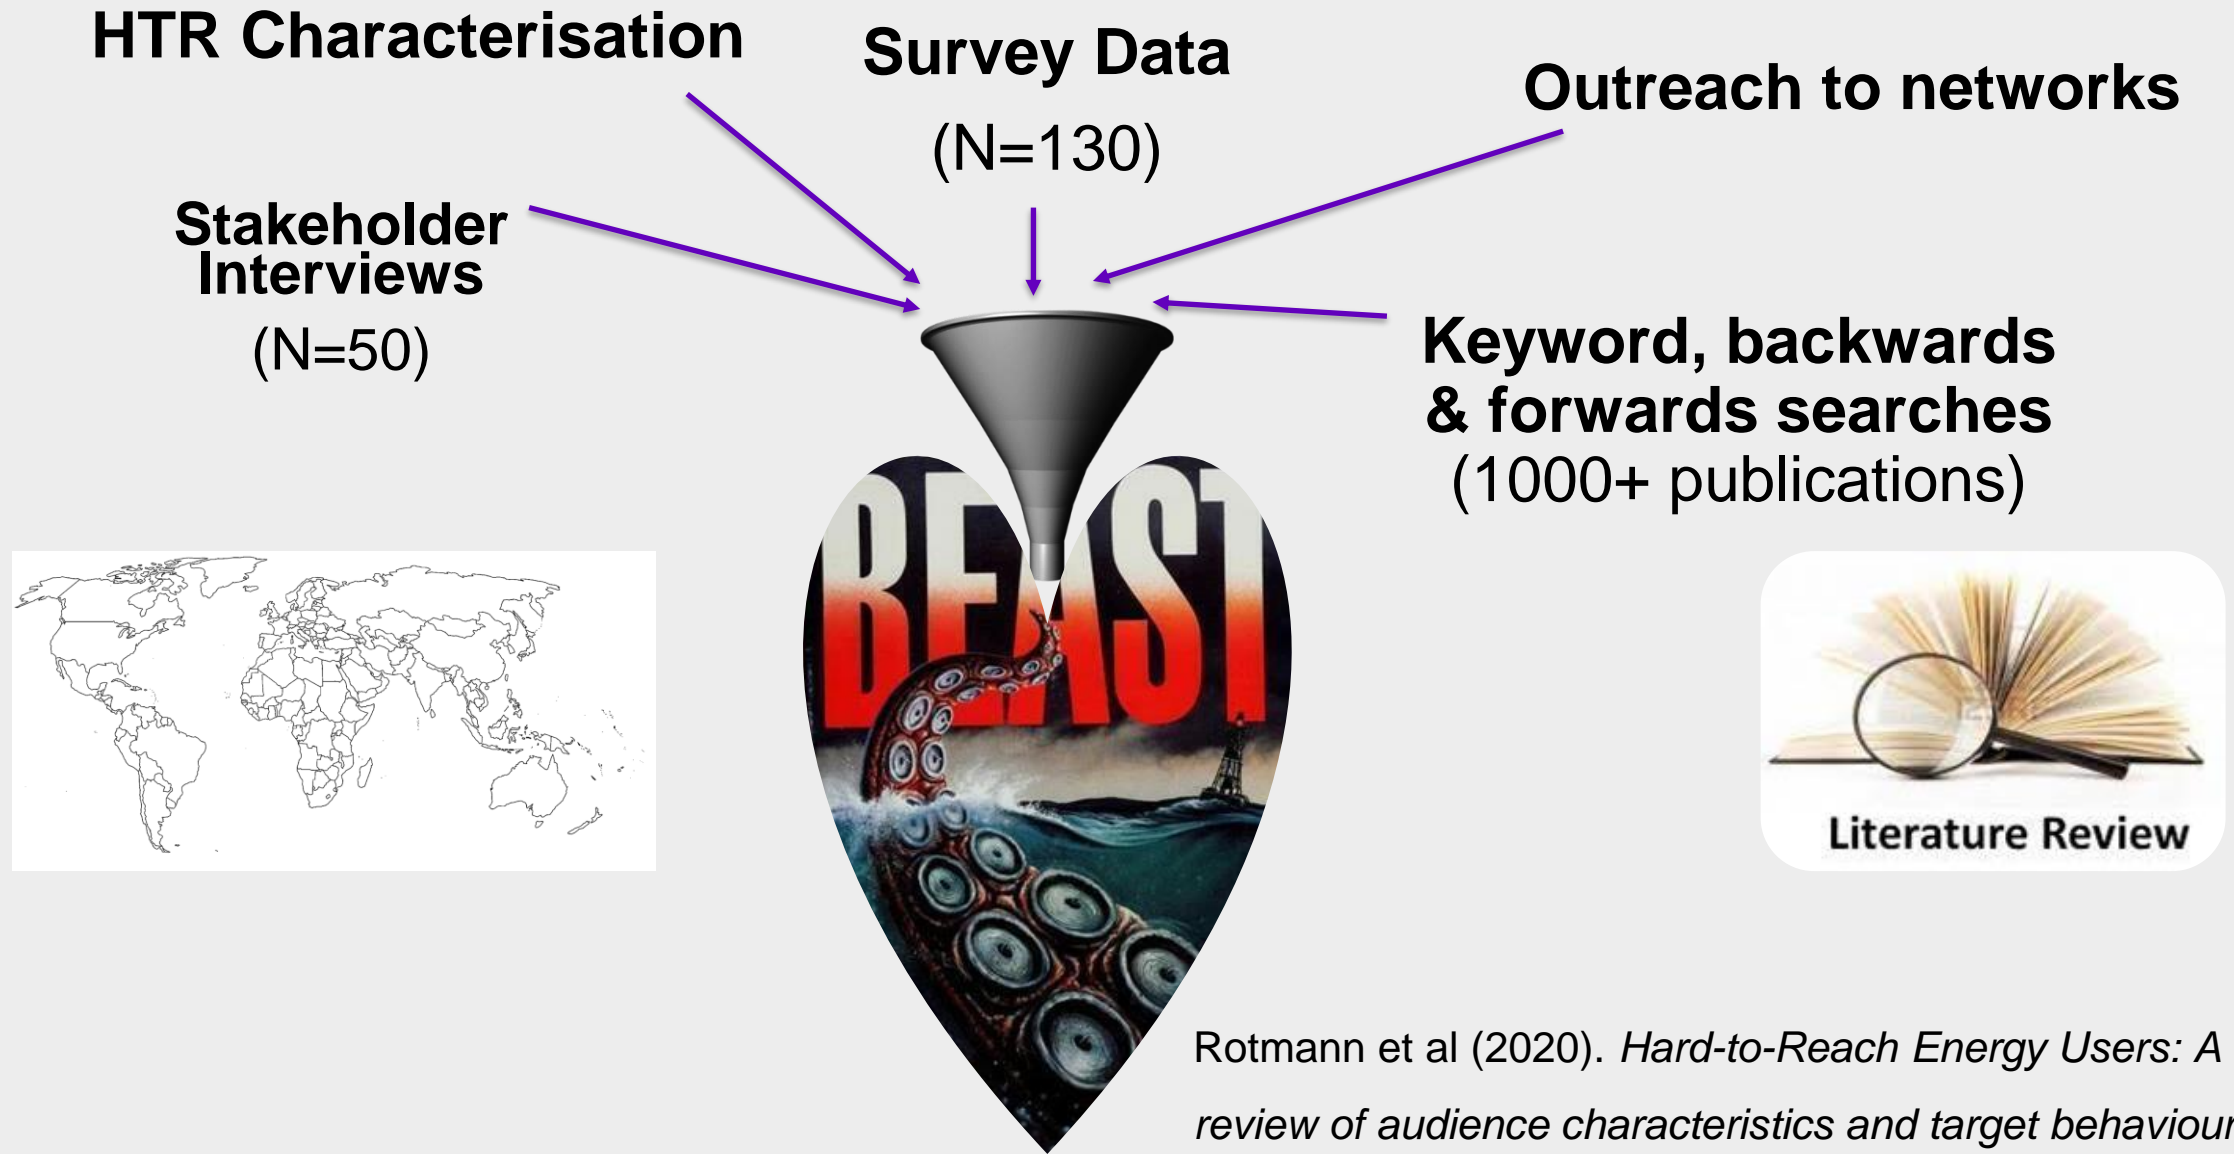 HTR Characterisation
Survey Data
(N=130)
Outreach to networks
Stakeholder
Interviews
(N=50)
Keyword, backwards
& forwards searches
(1000+ publications)
BEAST
Literature Review
Rotmann et al (2020). Hard-to-Reach Energy Users: A
review of audience characteristics and target behaviour